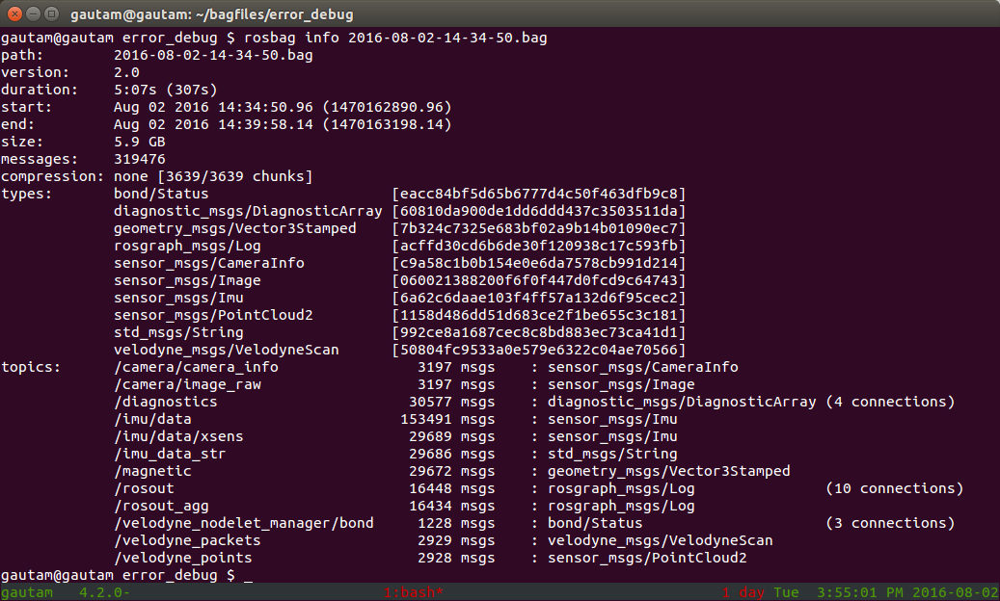 gautam@gautam: ~/bagfiles/error_debug
gautam@gautam error_debug $ rosbag info 2016-08-02-14-34-50.bag
path: 2016-08-02-14-34-50.bag
version: 2.0
duration: 5:07s (307s)
start: Aug 02 2016 14:34:50.96 (1470162890.96)
end: Aug 02 2016 14:39:58.14 (1470163198.14)
size: 5.9 GB
messages: 319476
compression: none [3639/3639 chunks]
types: bond/Status [eacc84bf5d65b6777d4c50f463dfb9c8]
diagnostic_msgs/DiagnosticArray [60810da900de1dd6ddd437c3503511da]
geometry_msgs/Vector3Stamped [7b324c7325e683bf02a9b14b01090ec7]
rosgraph_msgs/Log [acffd30cd6b6de30f120938c17c593fb]
sensor_msgs/CameraInfo [c9a58c1b0b154e0e6da7578cb991d214]
sensor_msgs/Image [060021388200f6f0f447d0fcd9c64743]
sensor_msgs/Imu [6a62c6daae103f4ff57a132d6f95cec2]
sensor_msgs/PointCloud2 [1158d486dd51d683ce2f1be655c3c181]
std_msgs/String [992ce8a1687cec8c8bd883ec73ca41d1]
velodyne_msgs/VelodyneScan [50804fc9533a0e579e6322c04ae70566]
topics: /camera/camera_info 3197 msgs : sensor_msgs/CameraInfo
/camera/image_raw 3197 msgs : sensor_msgs/Image
/diagnostics 30577 msgs : diagnostic_msgs/DiagnosticArray (4 connections)
/imu/data 153491 msgs : sensor_msgs/Imu
/imu/data/xsens 29689 msgs : sensor_msgs/Imu
/imu_data_str 29686 msgs : std_msgs/String
/magnetic 29672 msgs : geometry_msgs/Vector3Stamped
/rosout 16448 msgs : rosgraph_msgs/Log (10 connections)
/rosout_agg 16434 msgs : rosgraph_msgs/Log
/velodyne_nodelet_manager/bond 1228 msgs : bond/Status (3 connections)
/velodyne_packets 2929 msgs : velodyne_msgs/VelodyneScan
/velodyne_points 2928 msgs : sensor_msgs/PointCloud2
gautam@gautam error_debug $ _
gautam 4.2.0- 1:bash* 1 day Tue 3:55:01 PM 2016-08-02